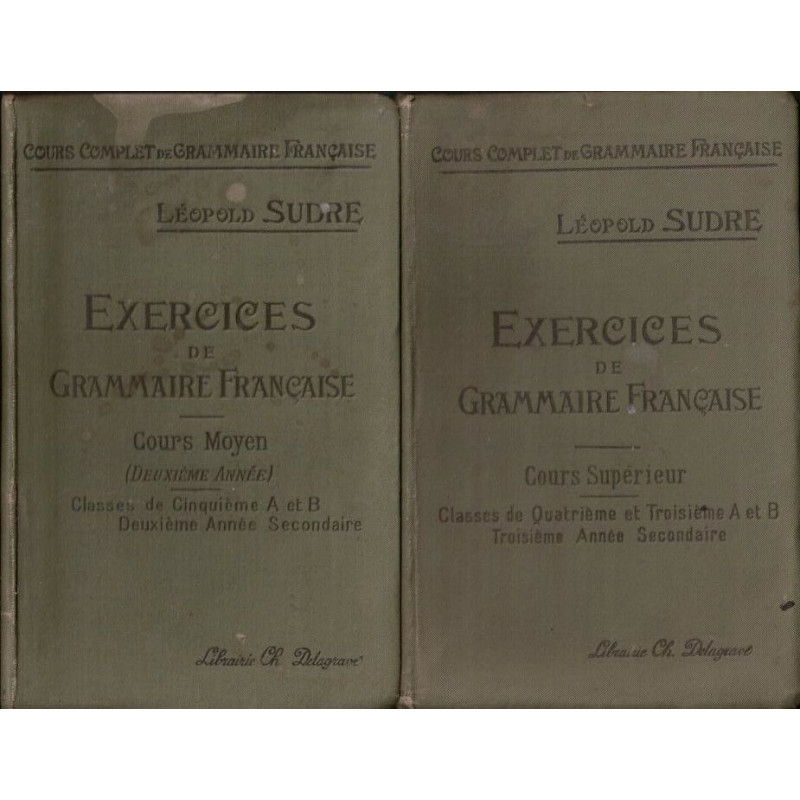 COURS COMPLET DE GRAMMAIRE FRANÇAISE
LÉOPOLD SUDRE
EXERCICES
DE
GRAMMAIRE FRANÇAISE
Cours Moyen
(DEUXIÈME ANNÉE)
Classes de Cinquième A et B
Deuxième Année Secondaire
Librairie Ch. Delagrave
COURS COMPLET DE GRAMMAIRE FRANÇAISE
LÉOPOLD SUDRE
EXERCICES
DE
GRAMMAIRE FRANÇAISE
Cours Supérieur
Classes de Quatrième et Troisième A et B
Troisième Année Secondaire
Librairie Ch. Delagrave